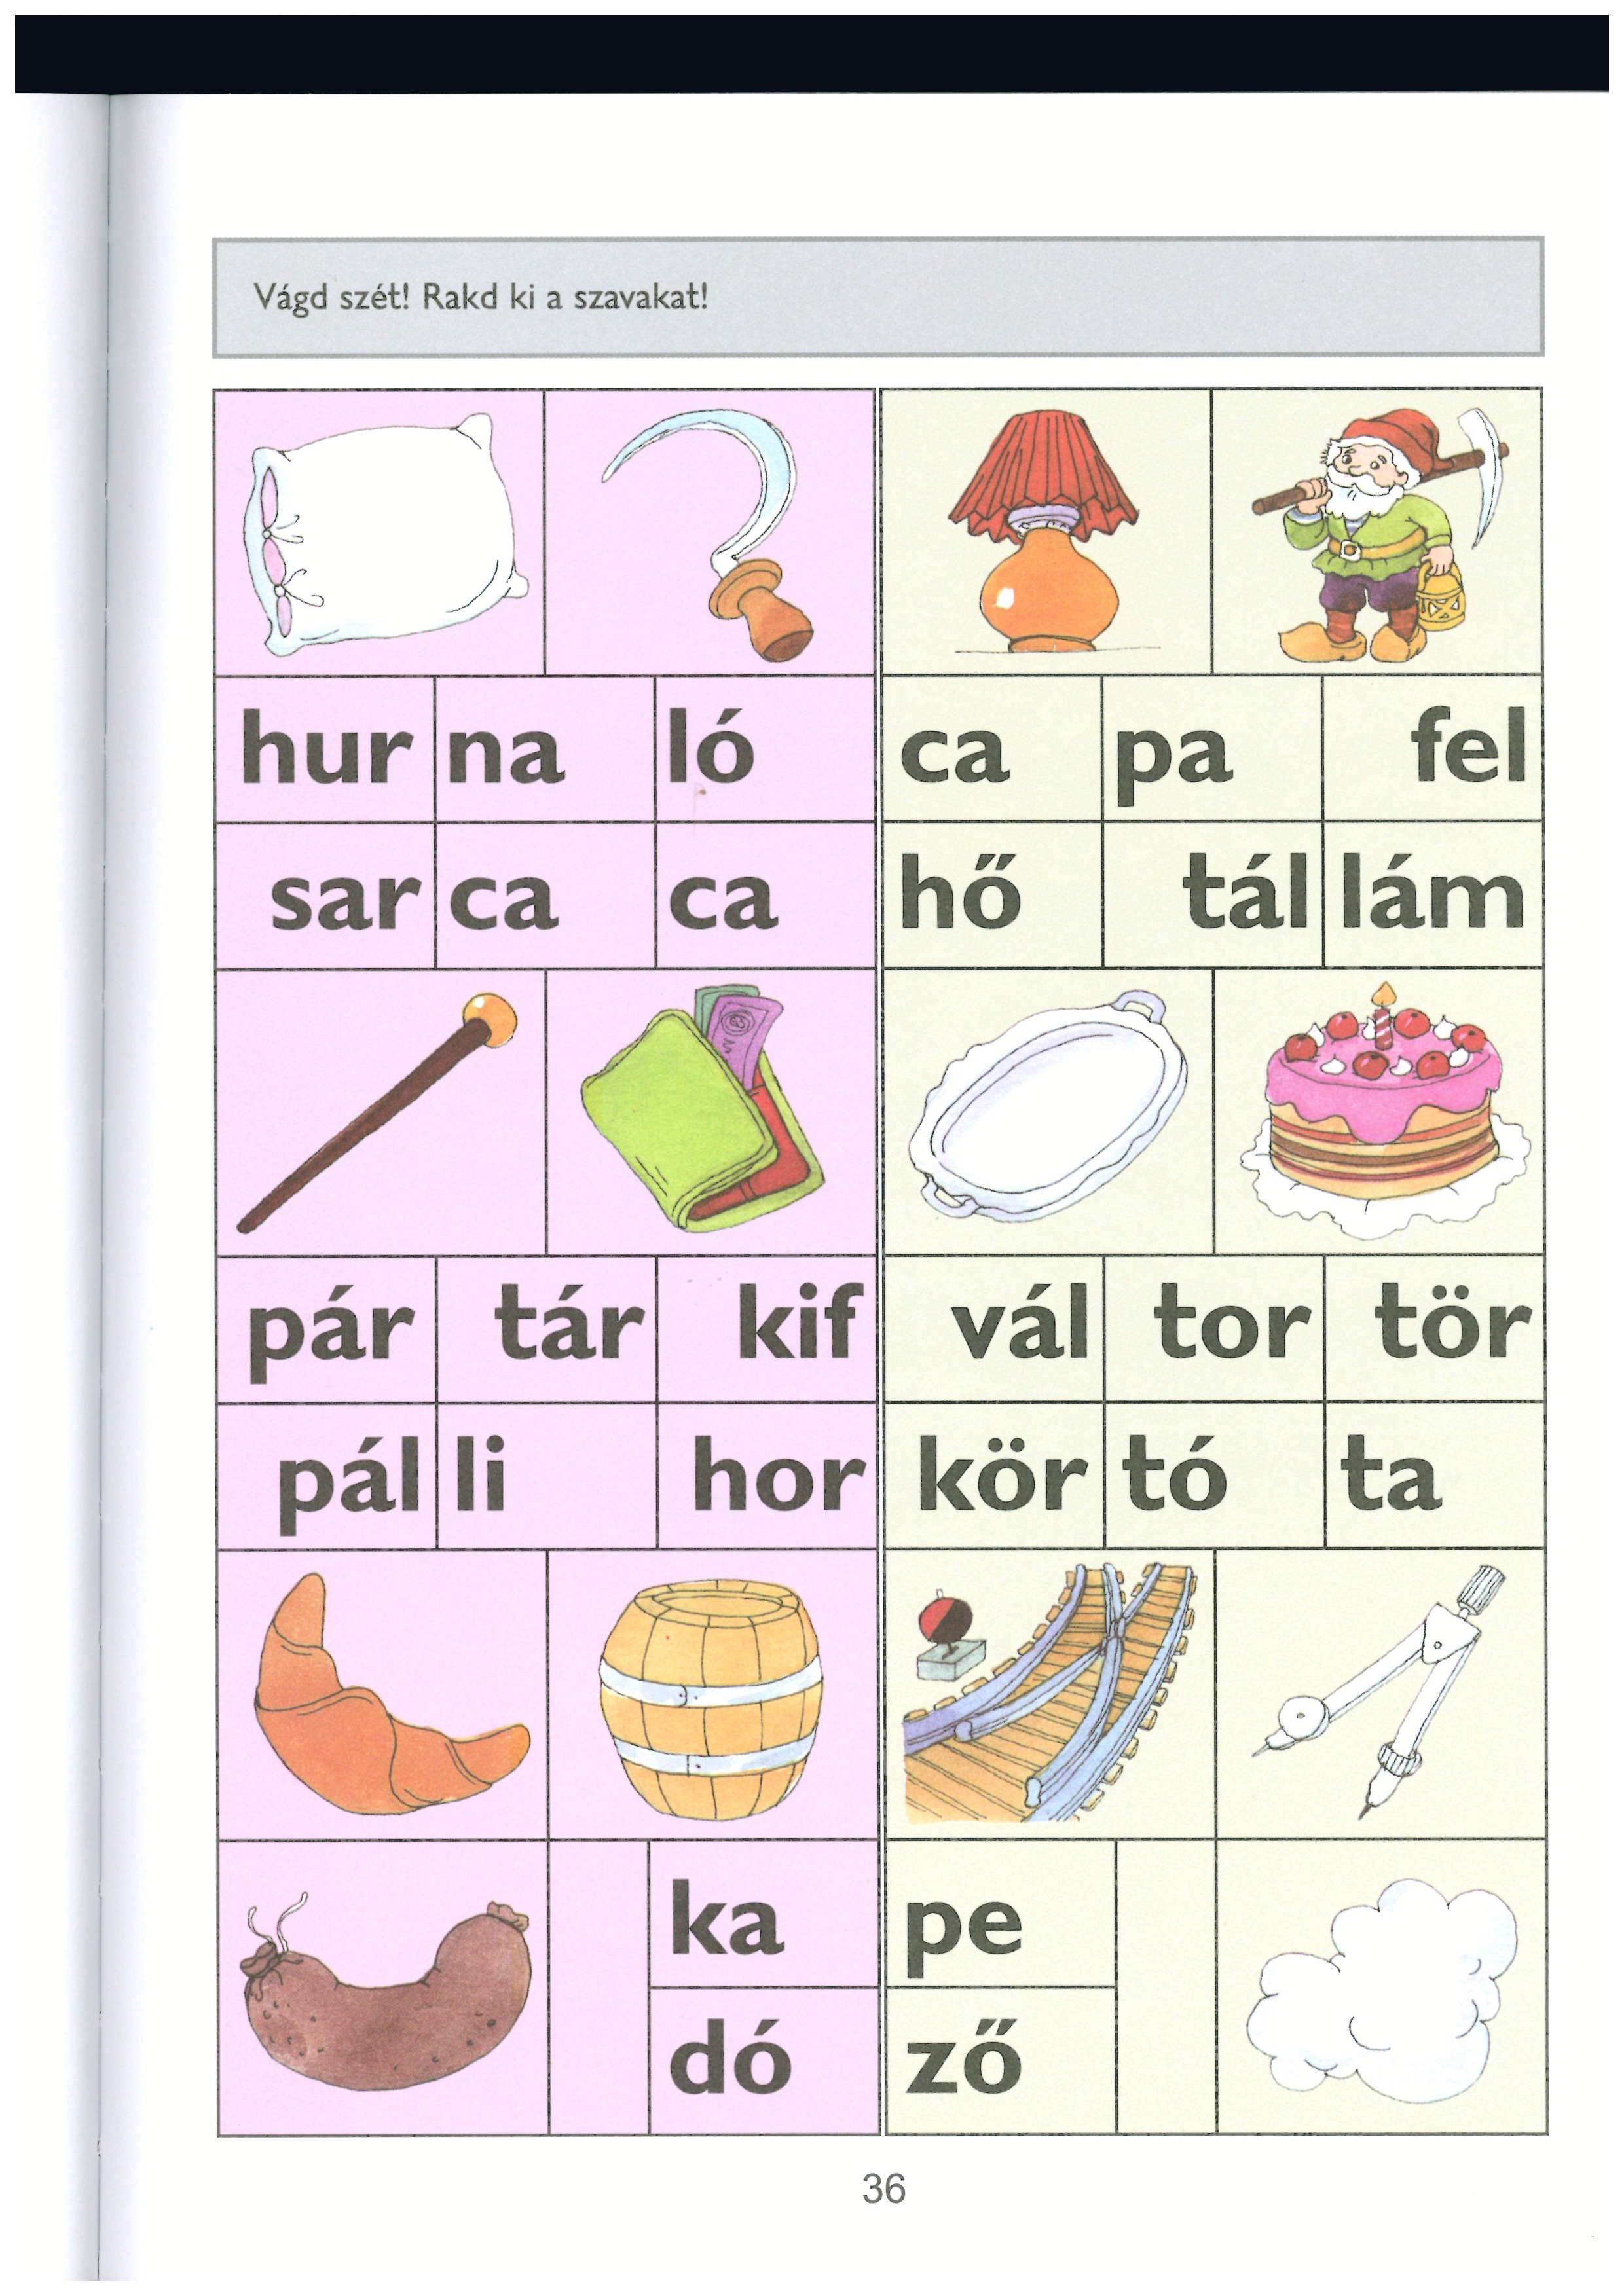 Vágd szét! Rakd ki a szavakat!
hur na ló ca pa fel
sar ca ca hő tál lám
pár tár kif vál tor tör
pál li hor kör tó ta
ka pe
dó ző
36